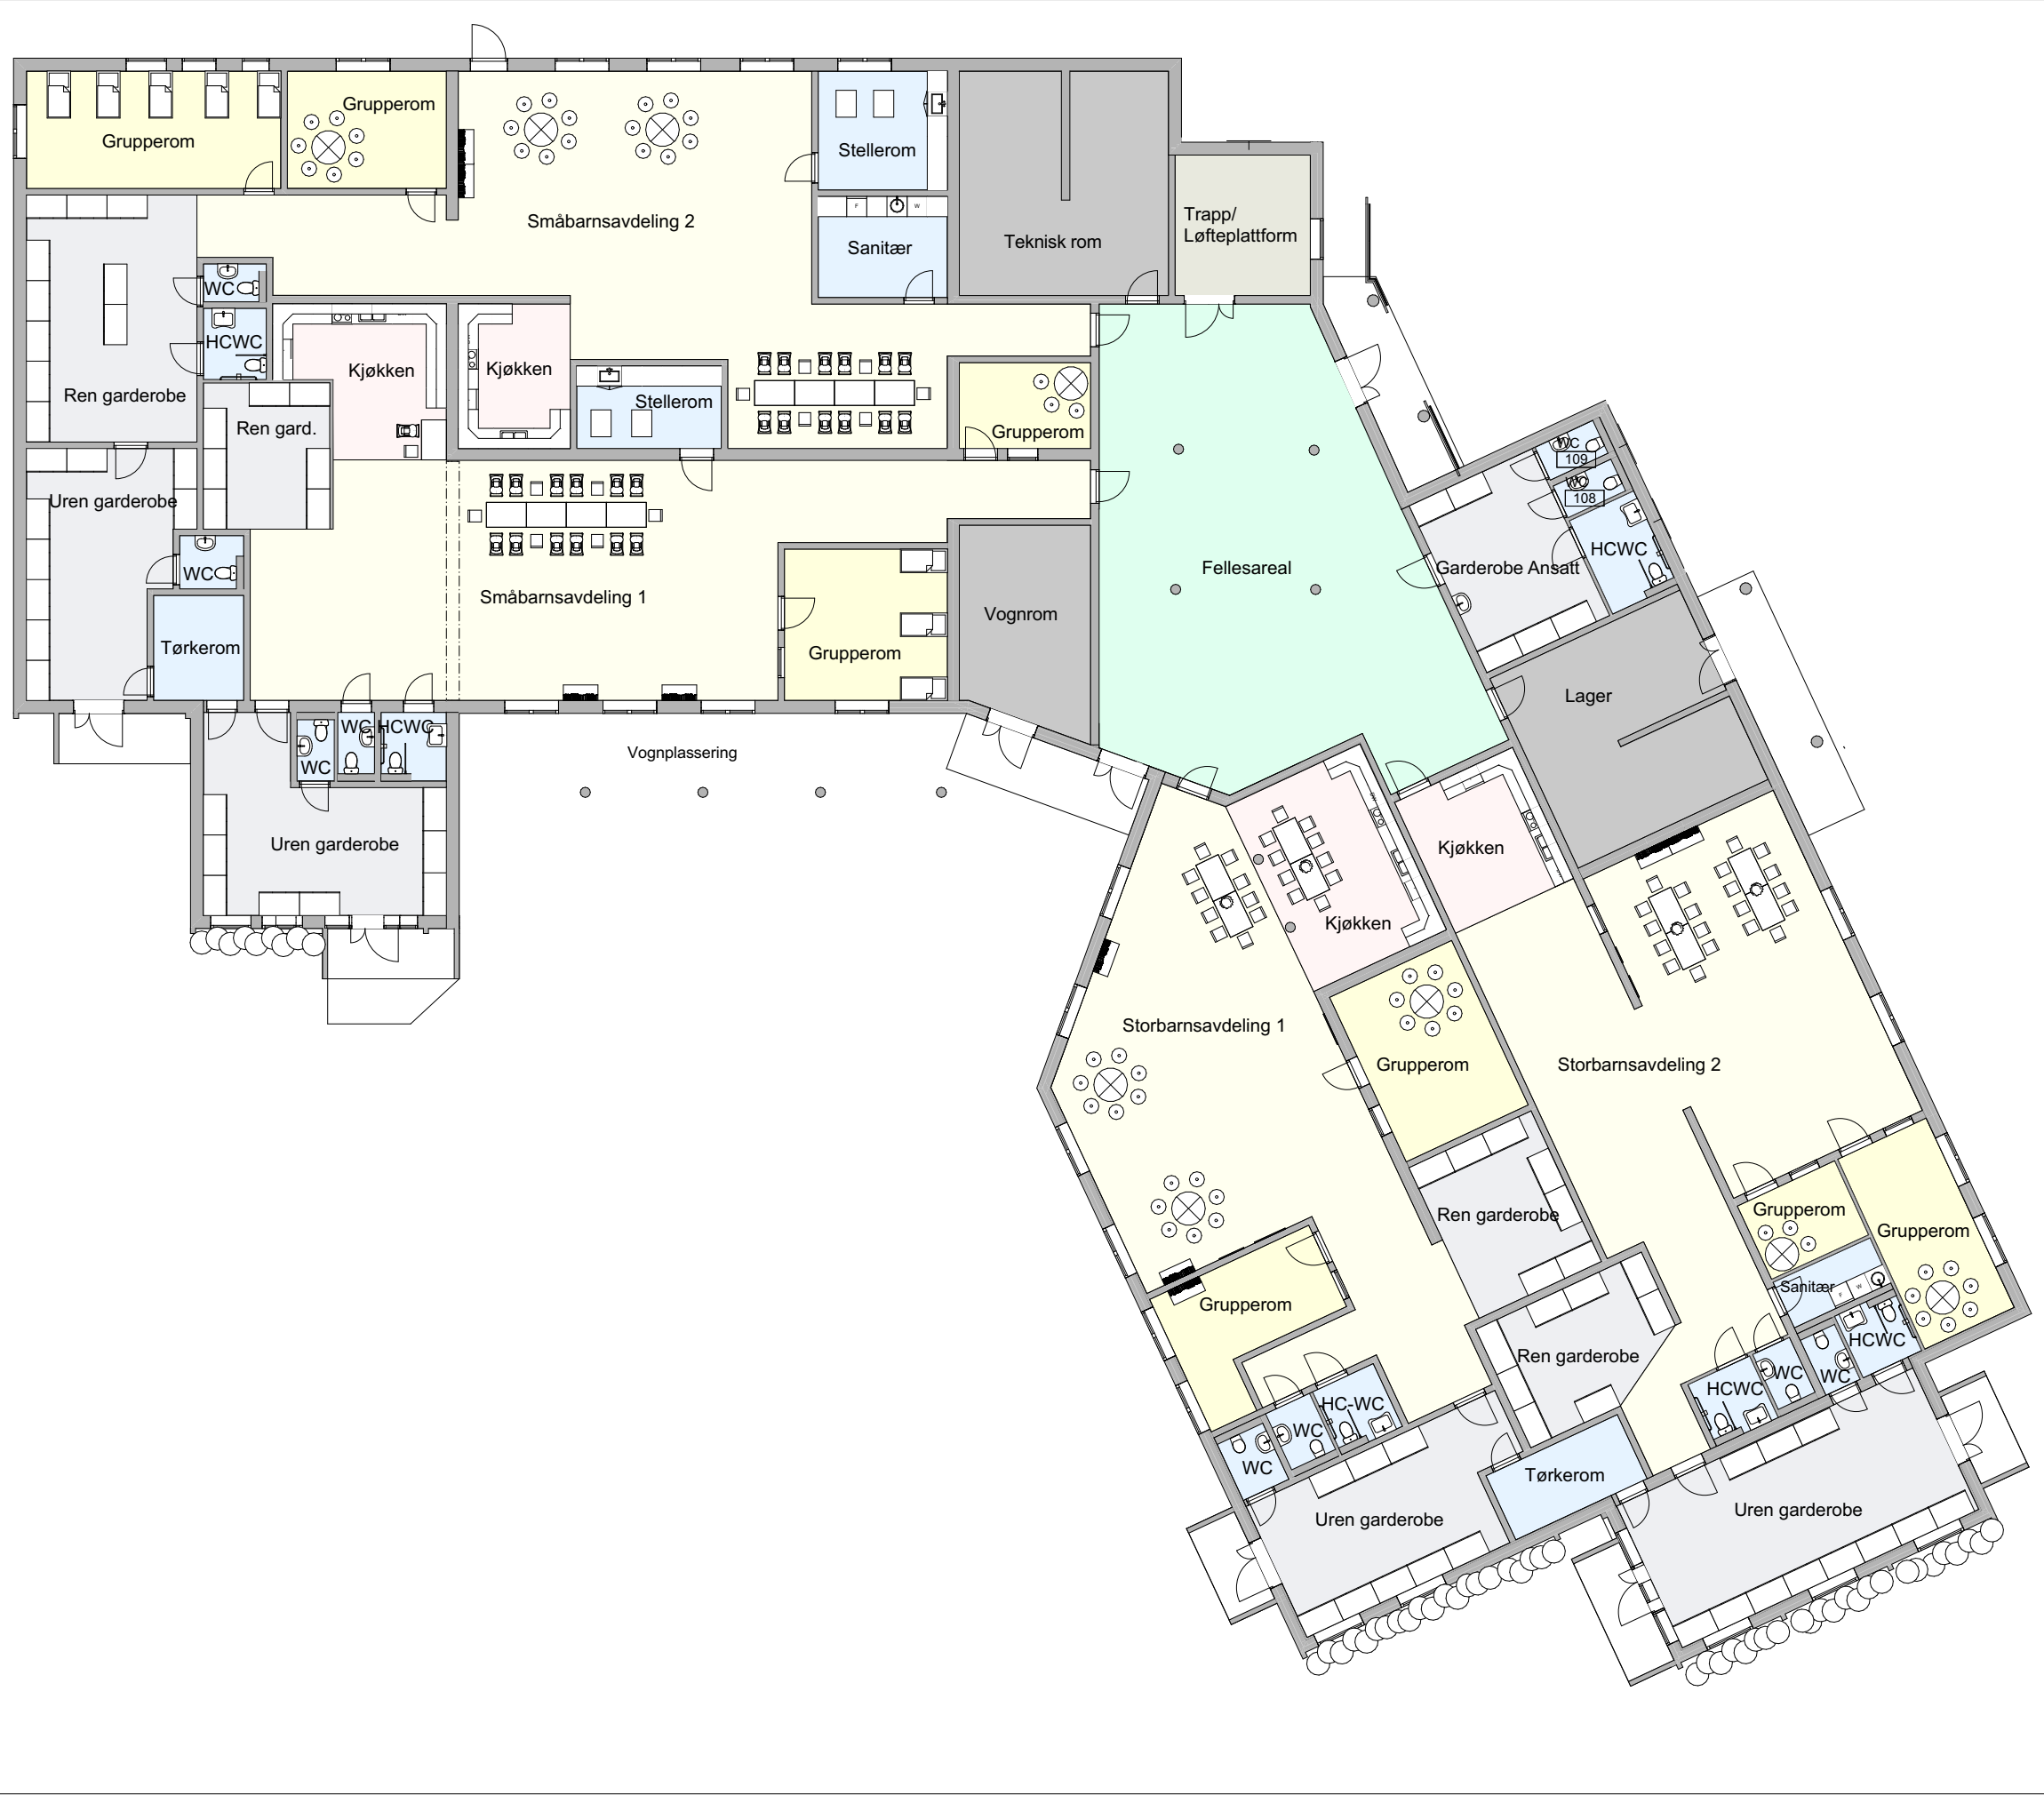 Grupperom
Grupperom
Stellerom
Småbarnsavdeling 2
F
W
Sanitær
Teknisk rom
Trapp/
Løfteplattform
WC
HCWC
Kjøkken
Kjøkken
Ren garderobe
Stellerom
Ren gard.
Grupperom
WC
109
WC
108
Uren garderobe
HCWC
Garderobe Ansatt
Fellesareal
WC
Småbarnsavdeling 1
Vognrom
Tørkerom
Grupperom
Lager
WC
HCWC
WC
Vognplassering
Uren garderobe
Kjøkken
Kjøkken
Storbarnsavdeling 1
Grupperom
Storbarnsavdeling 2
Ren garderobe
Grupperom
Grupperom
Sanitær
F
W
Grupperom
HCWC
Ren garderobe
WC
WC
HCWC
HC-WC
WC
WC
Tørkerom
Uren garderobe
Uren garderobe